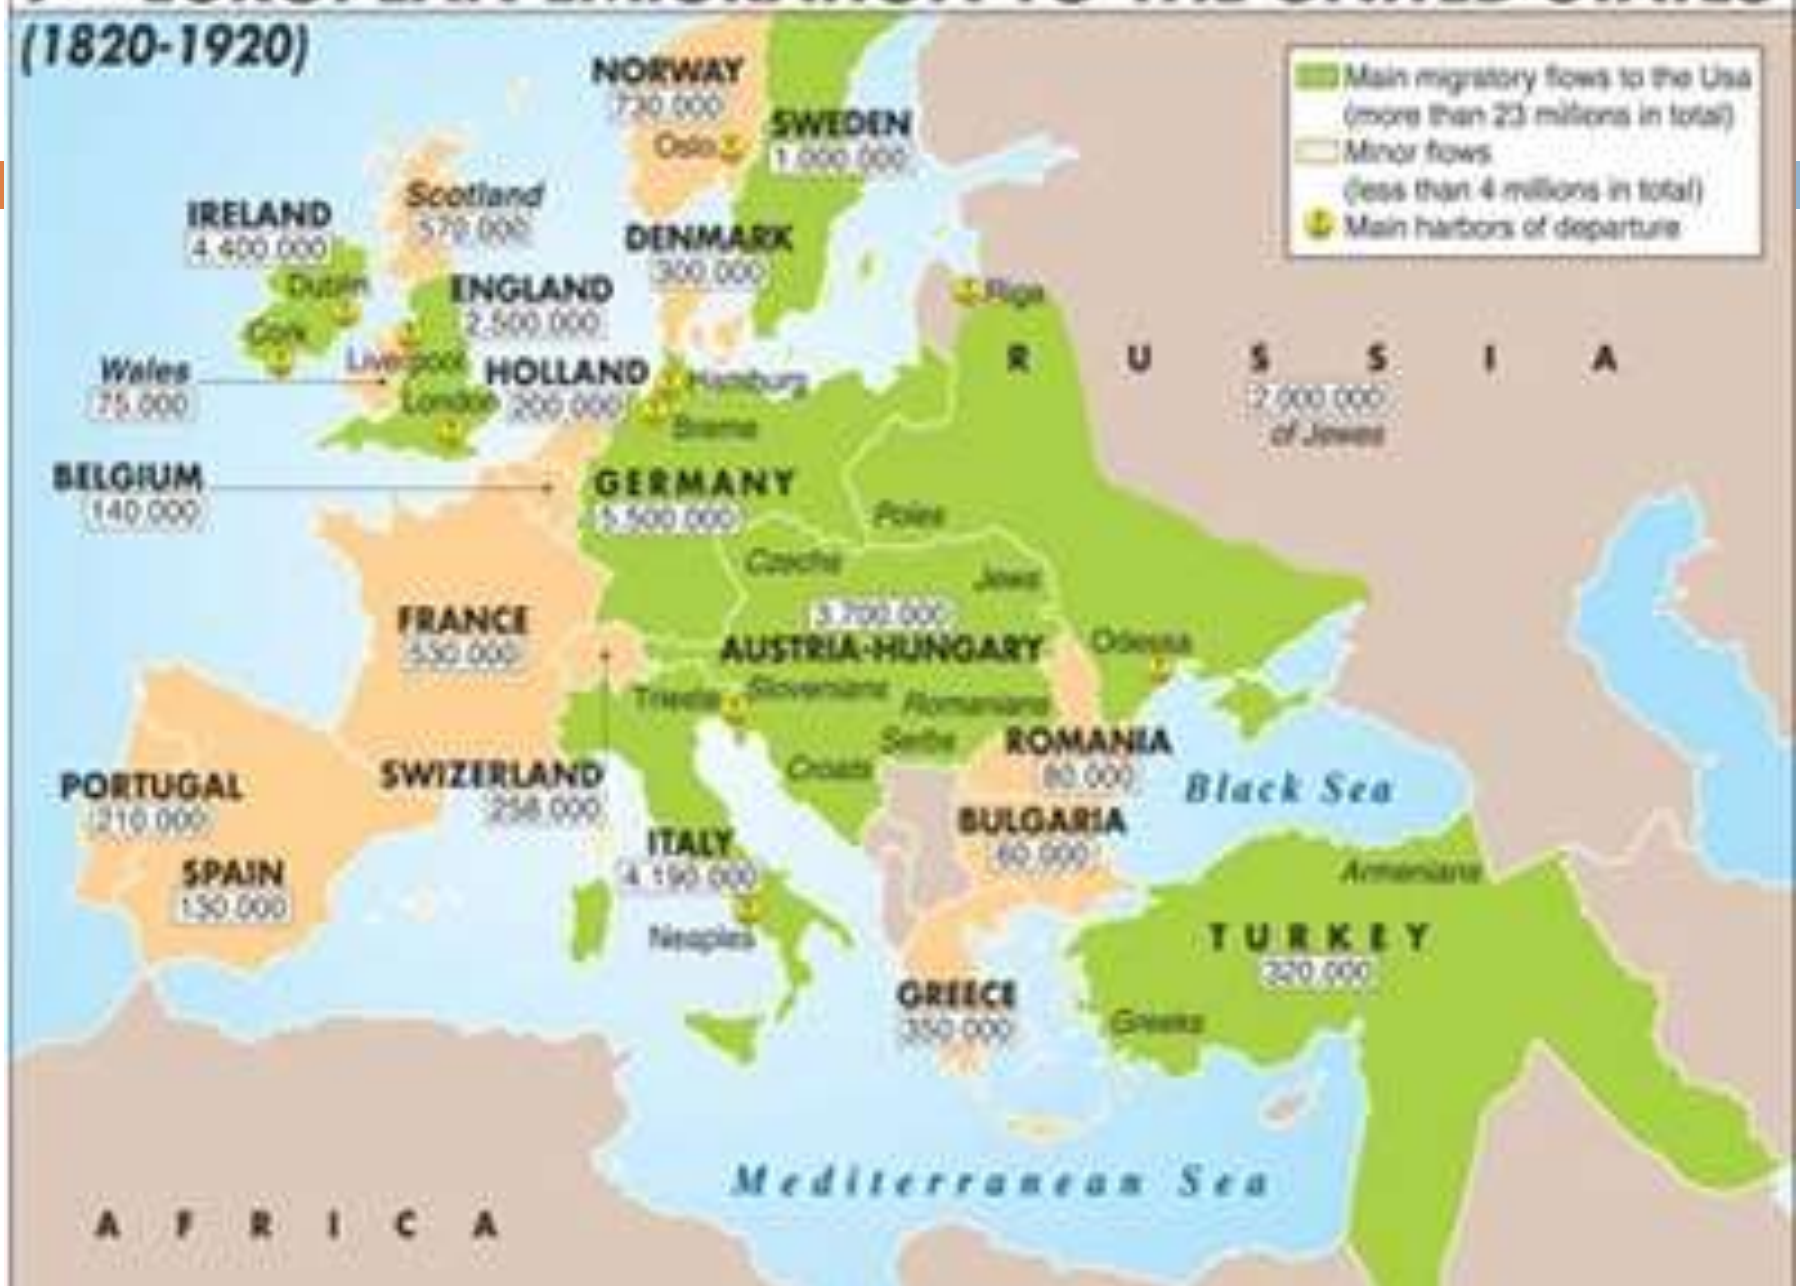 (1820-1920)
NORWAY
730.000
Oslo
SWEDEN
1.000.000
Main migratory flows to the Usa
(more than 23 millions in total)
Minor flows
(less than 4 millions in total)
Main harbors of departure
Scotland
570.000
IRELAND
4.400.000
Dublin
Cork
DENMARK
300.000
ENGLAND
2.500.000
Liverpool
London
Wales
75.000
HOLLAND
200.000
Hamburg
Breme
Riga
RUSSIA
2.000.000
of Jewes
BELGIUM
140.000
GERMANY
5.500.000
Poles
Czechs
Jews
3.700.000
AUSTRIA-HUNGARY
Odessa
FRANCE
530.000
Trieste
Slovenians
Romanians
Serbs
Croats
ROMANIA
80.000
Black Sea
PORTUGAL
210.000
SWIZERLAND
258.000
BULGARIA
60.000
SPAIN
130.000
ITALY
4.190.000
Neaples
Armenians
TURKEY
320.000
GREECE
350.000
Greeks
Mediterranean Sea
AFRICA